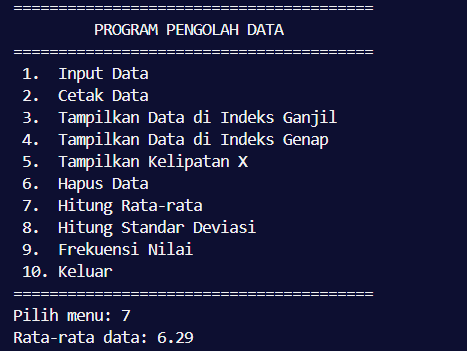 ========================================
PROGRAM PENGOLAH DATA
========================================
1. Input Data
2. Cetak Data
3. Tampilkan Data di Indeks Ganjil
4. Tampilkan Data di Indeks Genap
5. Tampilkan Kelipatan X
6. Hapus Data
7. Hitung Rata-rata
8. Hitung Standar Deviasi
9. Frekuensi Nilai
10. Keluar
========================================
Pilih menu: 7
Rata-rata data: 6.29